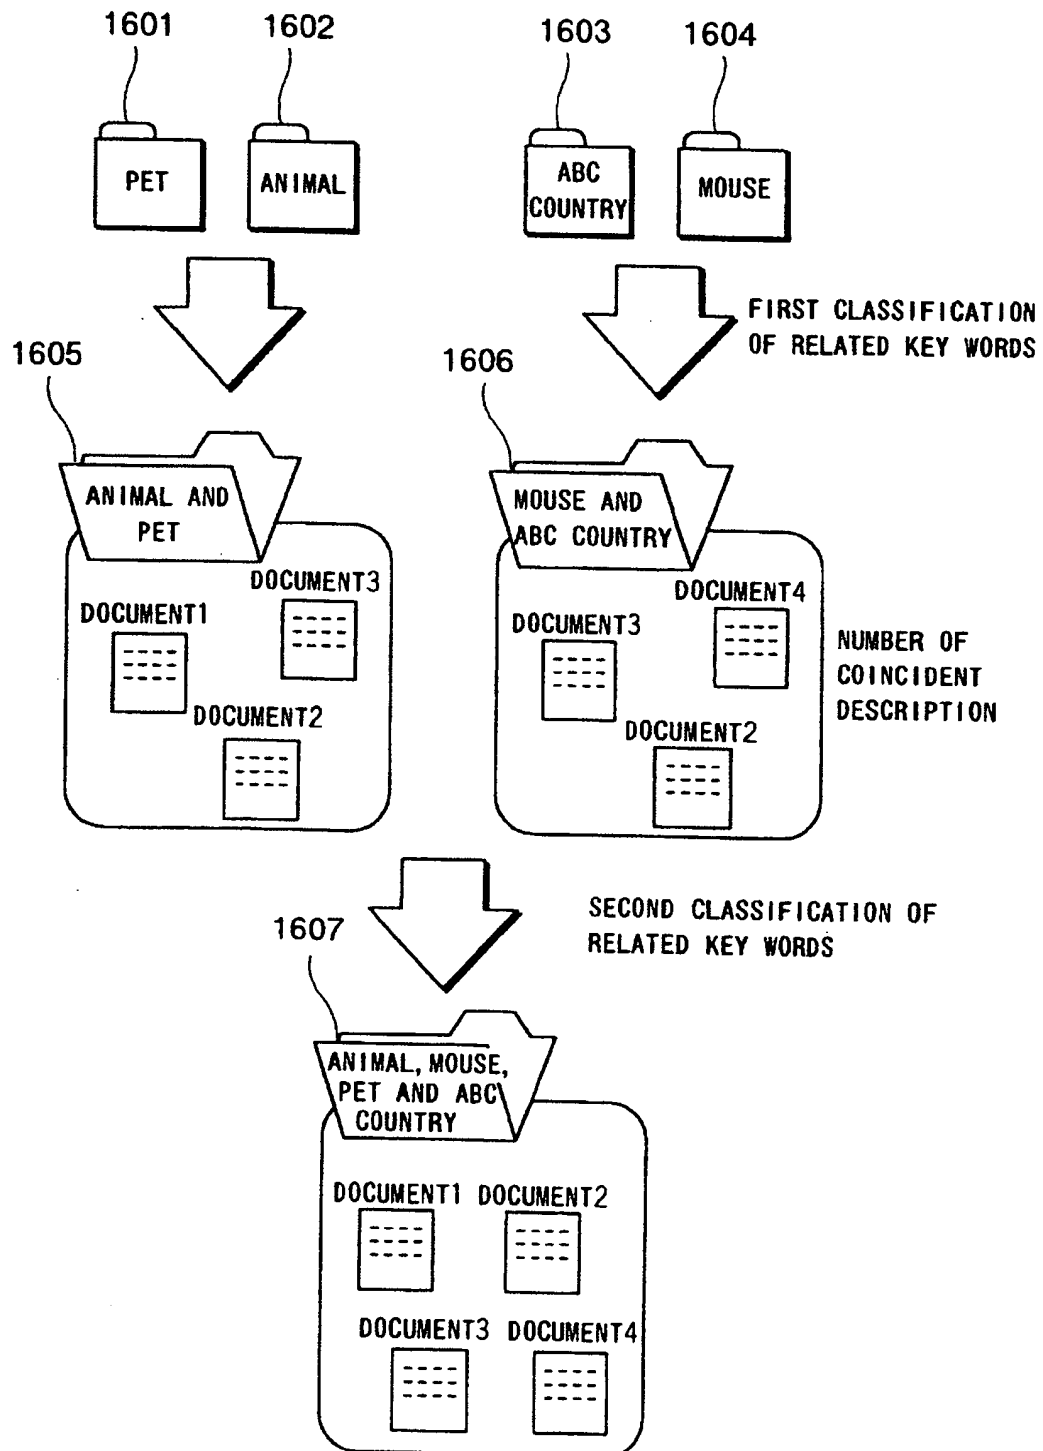 1601
1602
1603
1604
PET
ANIMAL
ABC
COUNTRY
MOUSE
FIRST CLASSIFICATION
OF RELATED KEY WORDS
1605
1606
ANIMAL AND
PET
MOUSE AND
ABC COUNTRY
DOCUMENT3
DOCUMENT1
DOCUMENT2
DOCUMENT4
DOCUMENT3
DOCUMENT2
NUMBER OF
COINCIDENT
DESCRIPTION
SECOND CLASSIFICATION OF
RELATED KEY WORDS
1607
ANIMAL, MOUSE,
PET AND ABC
COUNTRY
DOCUMENT1 DOCUMENT2
DOCUMENT3 DOCUMENT4